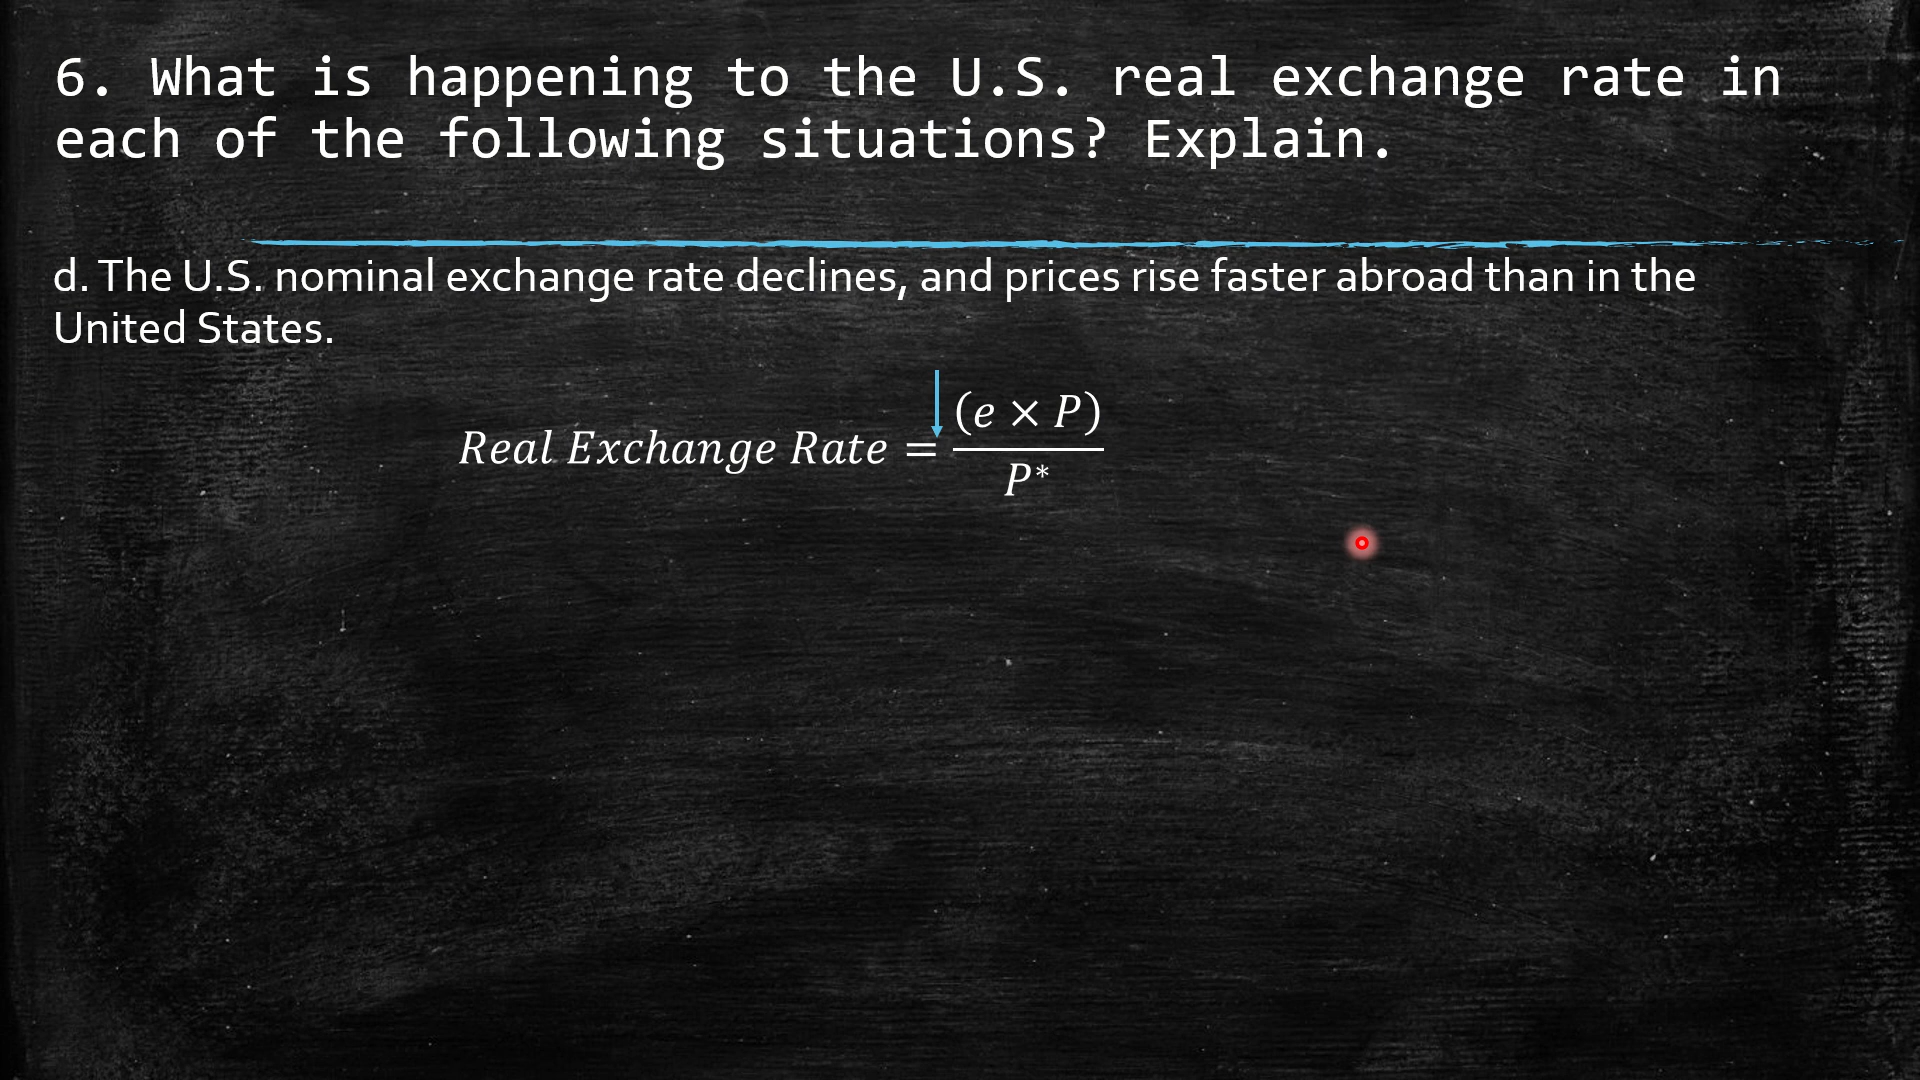 6. What is happening to the U.S. real exchange rate in
each of the following situations? Explain.
d. The U.S. nominal exchange rate declines, and prices rise faster abroad than in the
United States.
Real Exchange Rate = (e × P) / P*